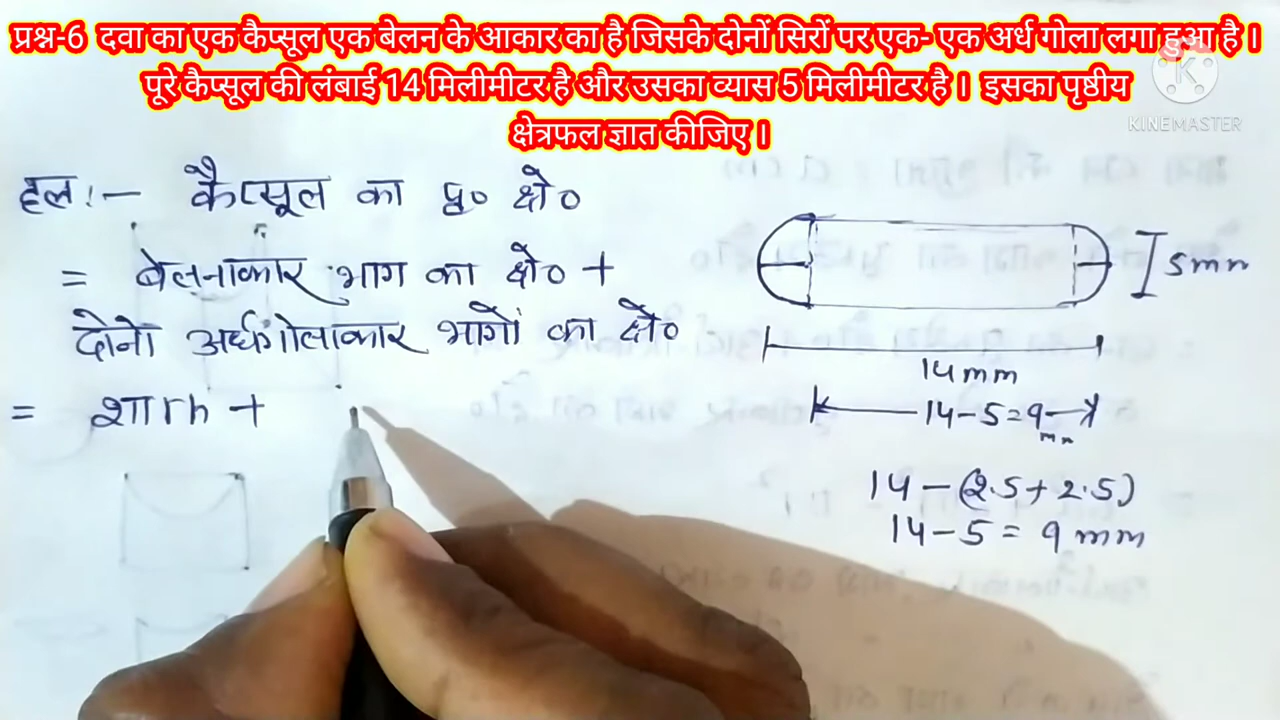 प्रश्न-6 दवा का एक कैप्सूल एक बेलन के आकार का है जिसके दोनों सिरों पर एक- एक अर्ध गोला लगा हुआ है ।
पूरे कैप्सूल की लंबाई 14 मिलीमीटर है और उसका व्यास 5 मिलीमीटर है । इसका पृष्ठीय
क्षेत्रफल ज्ञात कीजिए ।
KINEMASTER
हल:- कैप्सूल का पृ० क्षे०
= बेलनाकार भाग का क्षे० +
दोनो अर्धगोलाकार भागों का क्षे०
= 2πrh +
5mm
14mm
14-5=9
mm
14-(2.5+2.5)
14-5=9mm